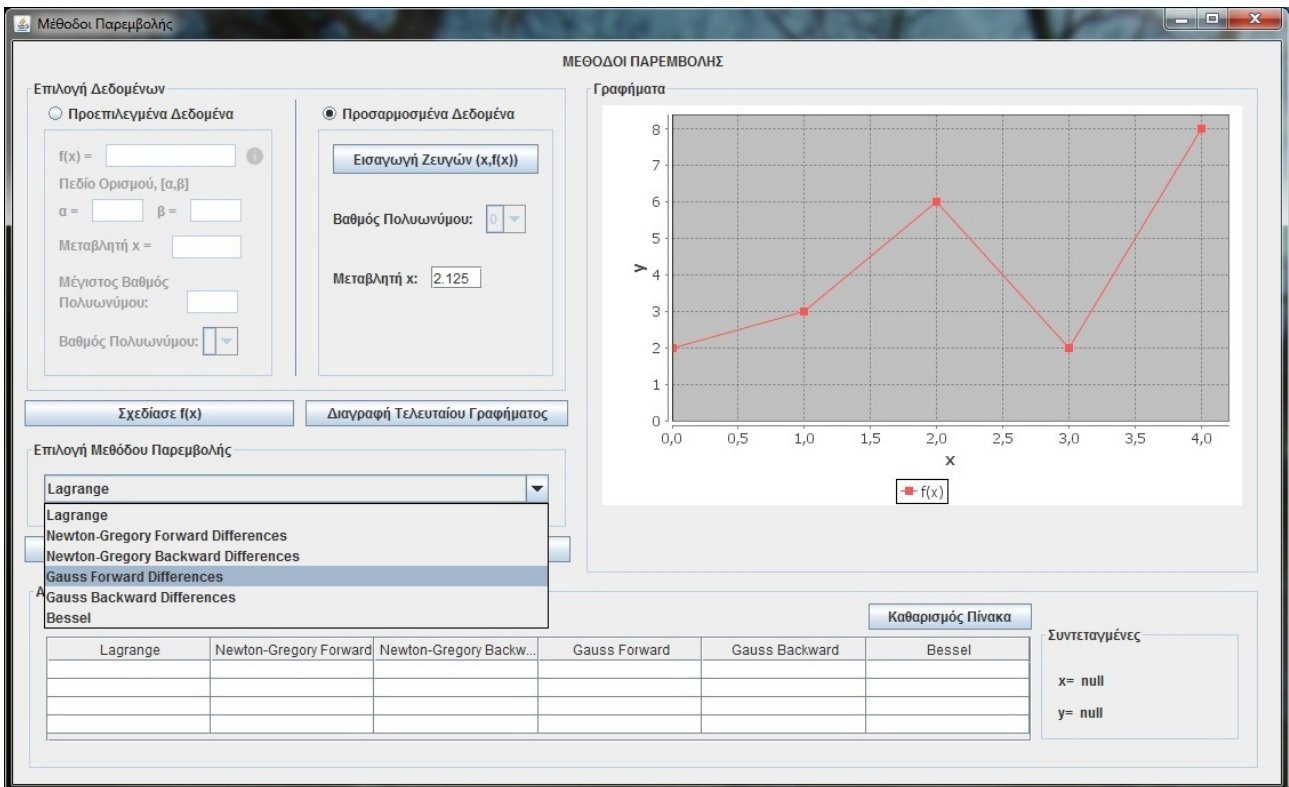 Μέθοδοι Παρεμβολής
ΜΕΘΟΔΟΙ ΠΑΡΕΜΒΟΛΗΣ
Επιλογή Δεδομένων
Προεπιλεγμένα Δεδομένα
f(x) =
Πεδίο Ορισμού, [α,β]
α =
β =
Μεταβλητή x =
Μέγιστος Βαθμός
Πολυωνύμου:
Βαθμός Πολυωνύμου:
Προσαρμοσμένα Δεδομένα
Εισαγωγή Ζευγών (x,f(x))
Βαθμός Πολυωνύμου: 0
Μεταβλητή x: 2.125
Σχεδίασε f(x)
Διαγραφή Τελευταίου Γραφήματος
Επιλογή Μεθόδου Παρεμβολής
Lagrange
Lagrange
Newton-Gregory Forward Differences
Newton-Gregory Backward Differences
Gauss Forward Differences
Gauss Backward Differences
Bessel
Γραφήματα
8
7
6
5
4
3
2
1
0
y
0,0 0,5 1,0 1,5 2,0 2,5 3,0 3,5 4,0
x
f(x)
Καθαρισμός Πίνακα
Lagrange Newton-Gregory Forward Newton-Gregory Backw... Gauss Forward Gauss Backward Bessel
Συντεταγμένες
x= null
y= null